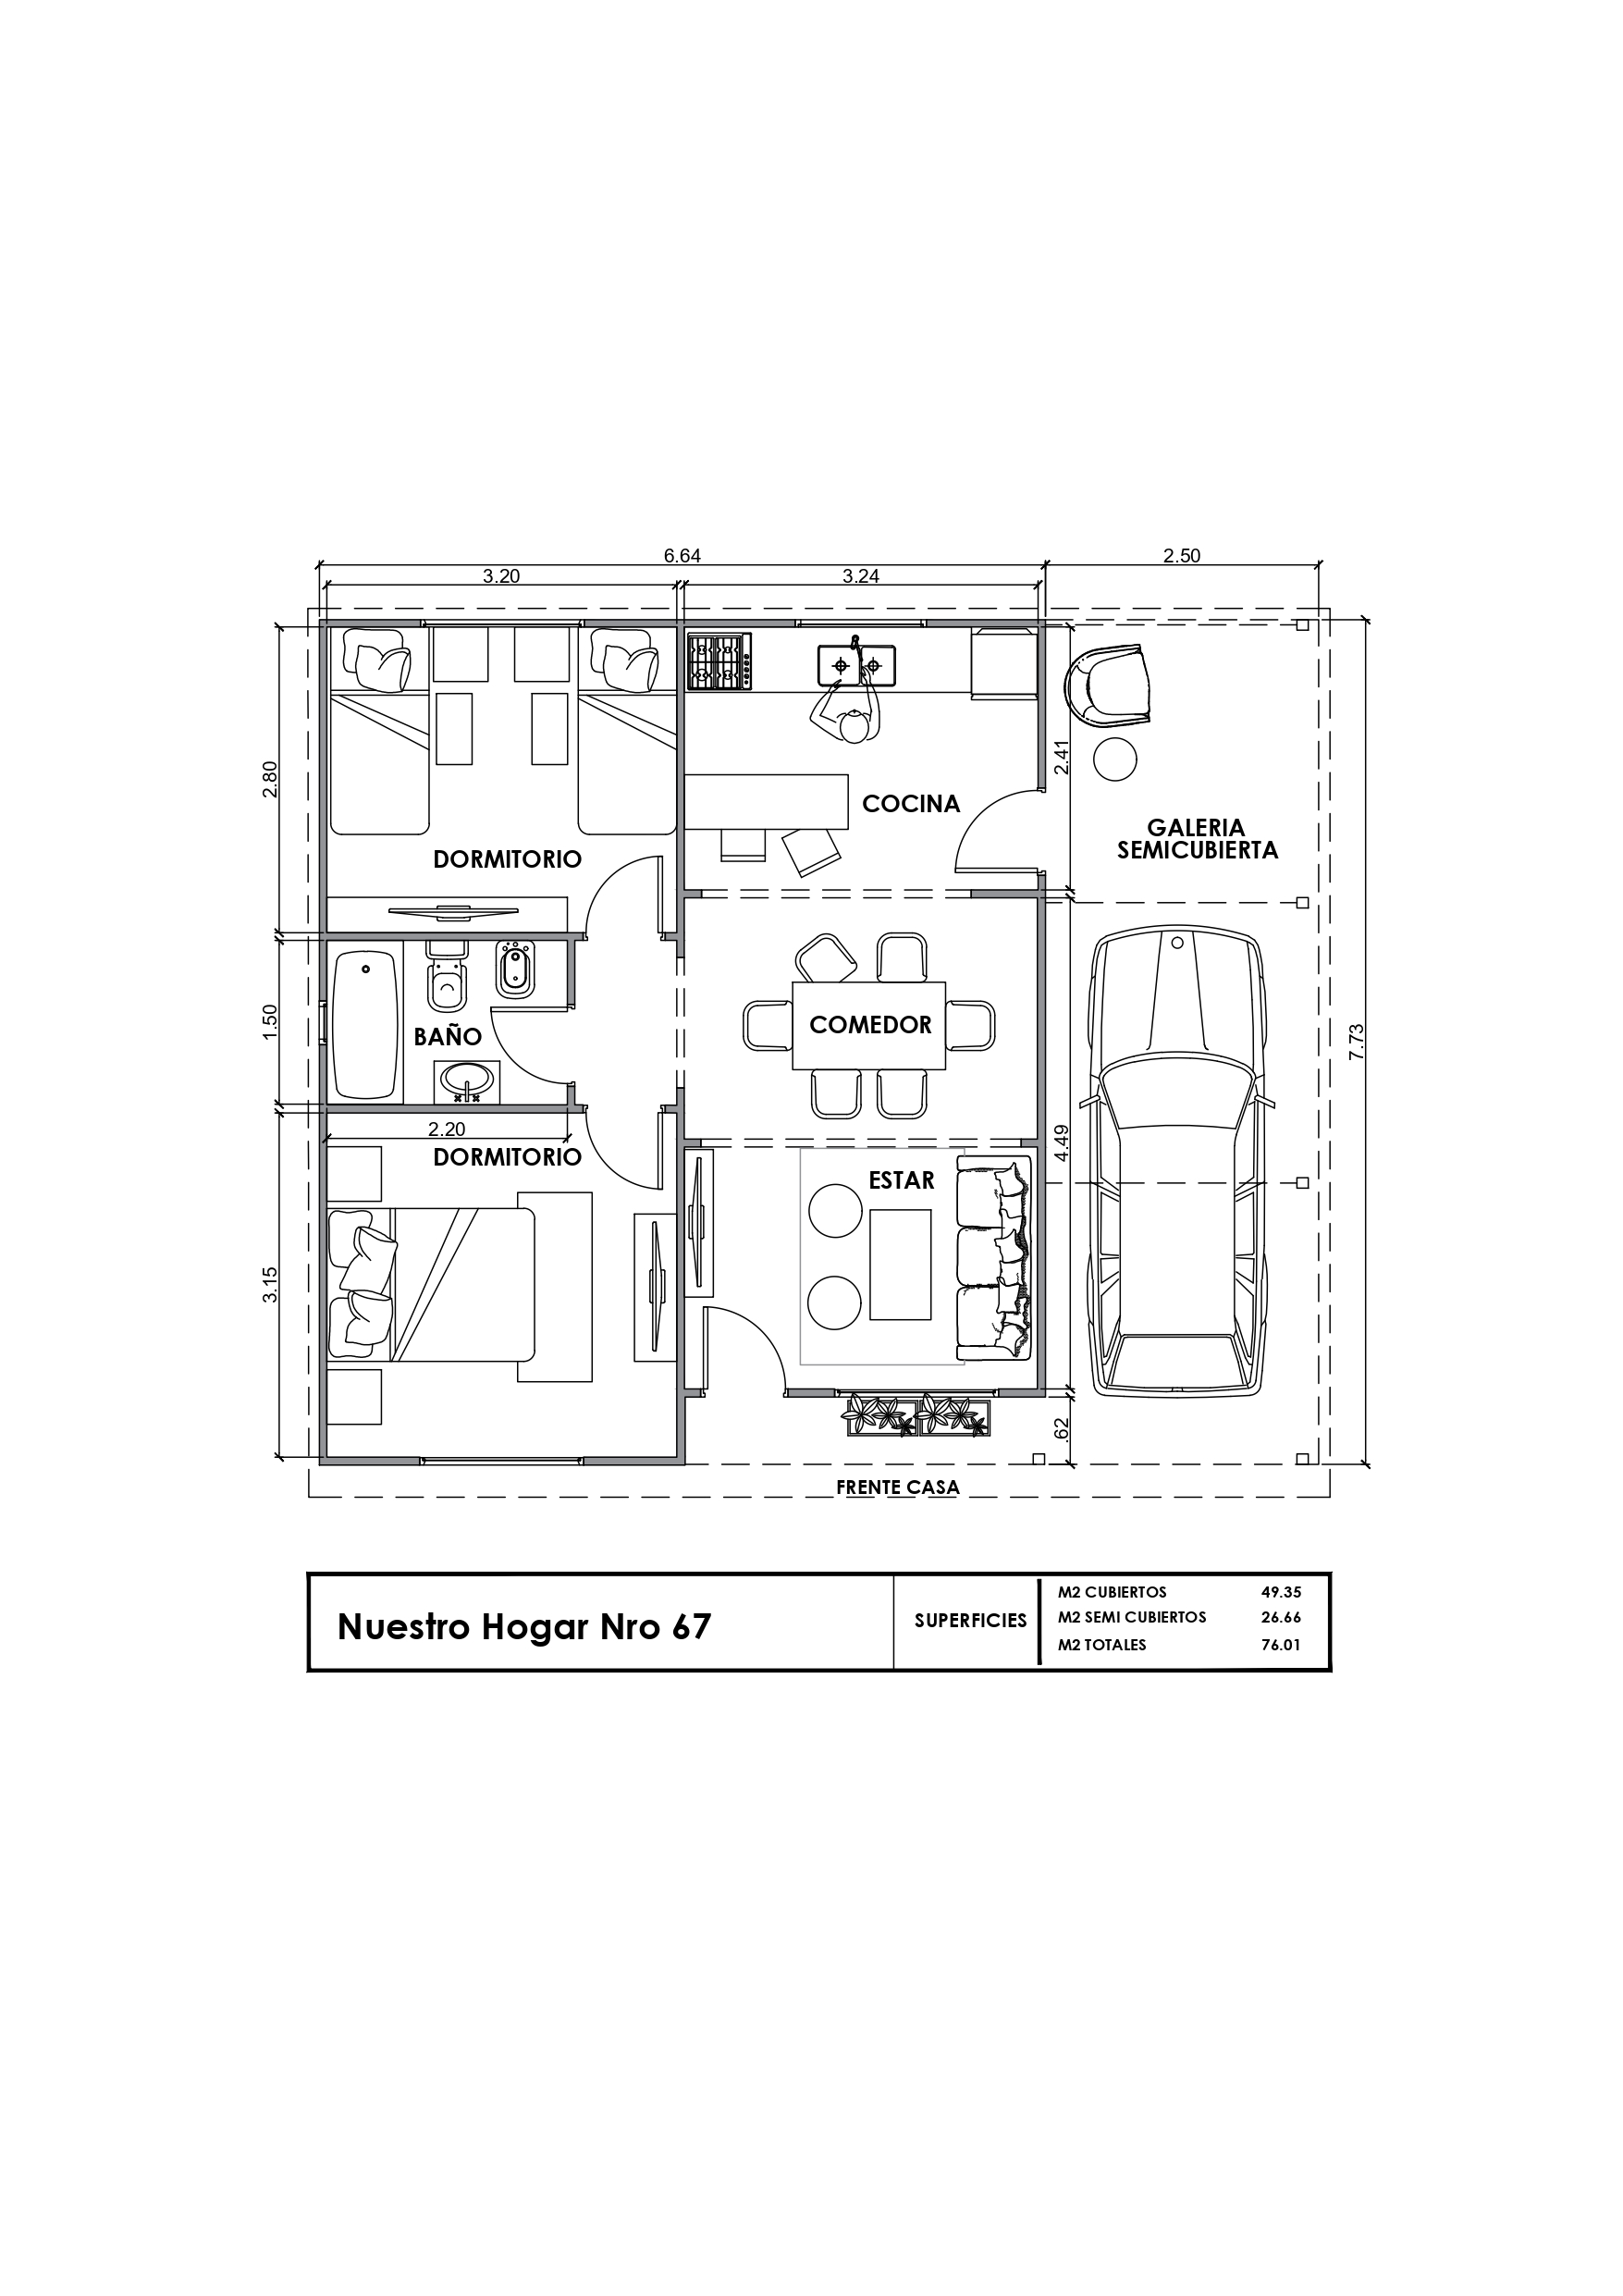 6.64
2.50
3.20
3.24
2.80
2.41
COCINA
GALERIA
SEMICUBIERTA
DORMITORIO
1.50
BAÑO
COMEDOR
7.73
2.20
DORMITORIO
4.49
ESTAR
3.15
.62
FRENTE CASA
Nuestro Hogar Nro 67
SUPERFICIES
M2 CUBIERTOS 49.35
M2 SEMI CUBIERTOS 26.66
M2 TOTALES 76.01